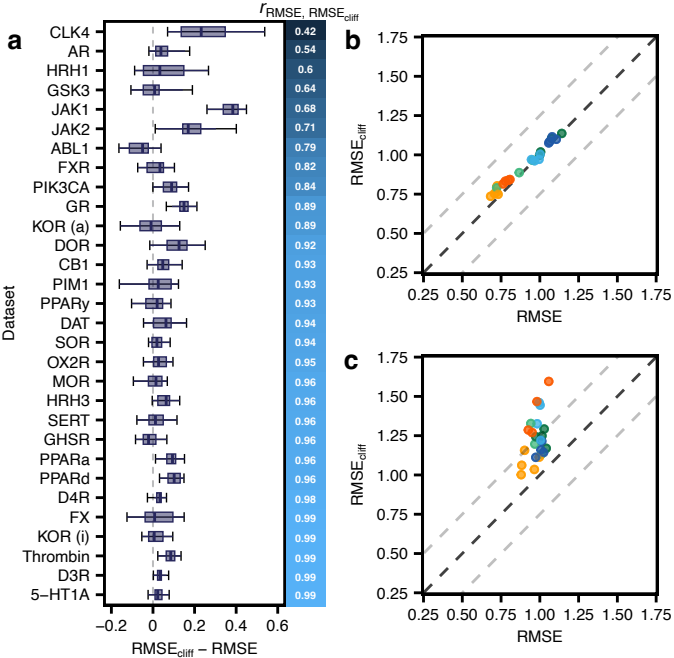 r RMSE, RMSEcliff
a
CLK4 0.42
AR 0.54
HRH1 0.6
GSK3 0.64
JAK1 0.68
JAK2 0.71
ABL1 0.79
FXR 0.82
PIK3CA 0.84
GR 0.89
KOR (a) 0.89
DOR 0.92
CB1 0.93
PIM1 0.93
PPARy 0.93
DAT 0.94
SOR 0.94
OX2R 0.95
MOR 0.96
HRH3 0.96
SERT 0.96
GHSR 0.96
PPARa 0.96
PPARd 0.96
D4R 0.98
FX 0.99
KOR (i) 0.99
Thrombin 0.99
D3R 0.99
5−HT1A 0.99
Dataset
−0.2 0.0 0.2 0.4 0.6
RMSEcliff − RMSE
b
1.75
1.50
1.25
1.00
0.75
0.50
0.25
RMSEcliff
0.25 0.50 0.75 1.00 1.25 1.50 1.75
RMSE
c
1.75
1.50
1.25
1.00
0.75
0.50
0.25
RMSEcliff
0.25 0.50 0.75 1.00 1.25 1.50 1.75
RMSE